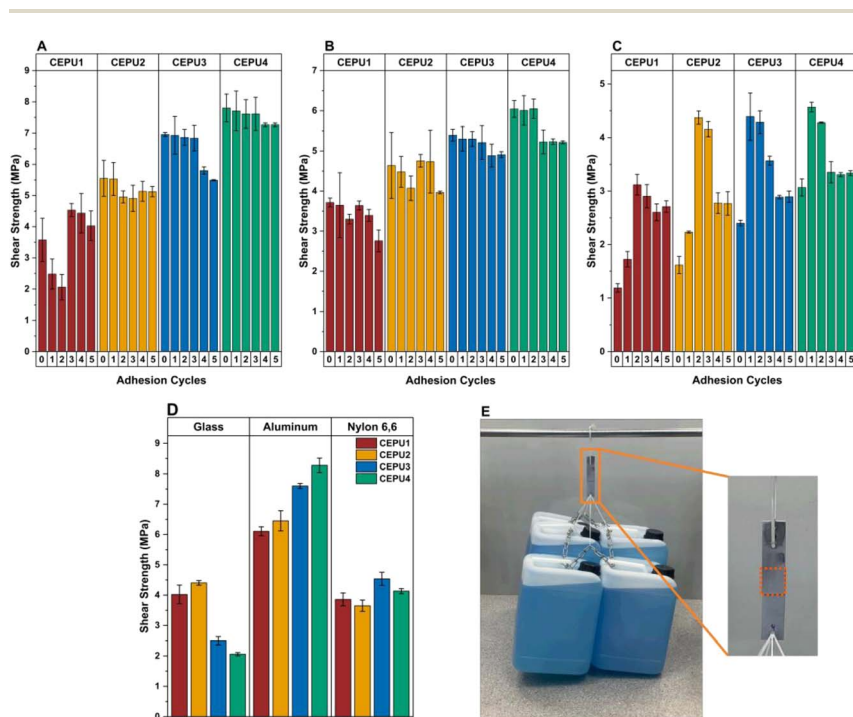 A
CEPU1 CEPU2 CEPU3 CEPU4
9
8
7
6
5
4
3
2
1
0
Shear Strength (MPa)
0 1 2 3 4 5 0 1 2 3 4 5 0 1 2 3 4 5 0 1 2 3 4 5
Adhesion Cycles
B
CEPU1 CEPU2 CEPU3 CEPU4
7
6
5
4
3
2
1
0
Shear Strength (MPa)
0 1 2 3 4 5 0 1 2 3 4 5 0 1 2 3 4 5 0 1 2 3 4 5
Adhesion Cycles
C
CEPU1 CEPU2 CEPU3 CEPU4
5
4
3
2
1
0
Shear Strength (MPa)
0 1 2 3 4 5 0 1 2 3 4 5 0 1 2 3 4 5 0 1 2 3 4 5
Adhesion Cycles
D
Glass Aluminum Nylon 6,6
CEPU1
CEPU2
CEPU3
CEPU4
9
8
7
6
5
4
3
2
1
0
Shear Strength (MPa)
E